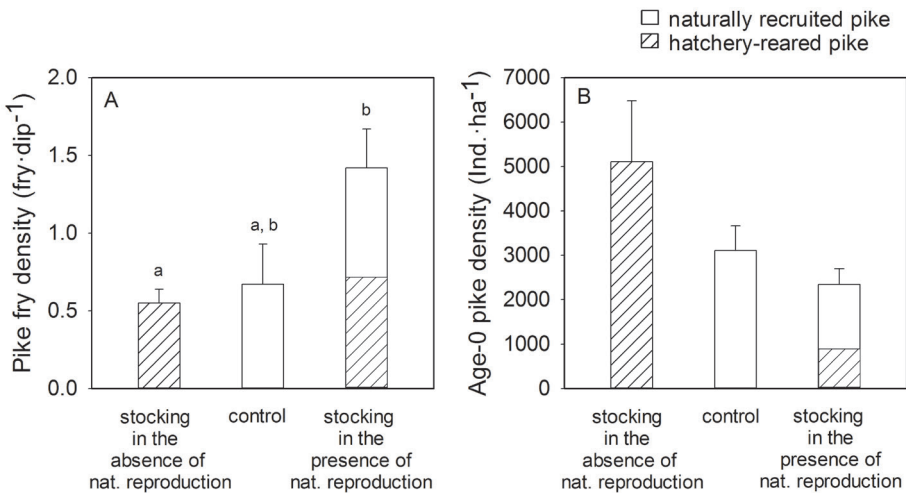 naturally recruited pike
hatchery-reared pike
A
Pike fry density (fry·dip⁻¹)
2.0
1.5
1.0
0.5
0.0
a
a, b
b
stocking
in the
absence of
nat. reproduction
control
stocking
in the
presence of
nat. reproduction
B
Age-0 pike density (Ind.·ha⁻¹)
7000
6000
5000
4000
3000
2000
1000
0
stocking
in the
absence of
nat. reproduction
control
stocking
in the
presence of
nat. reproduction